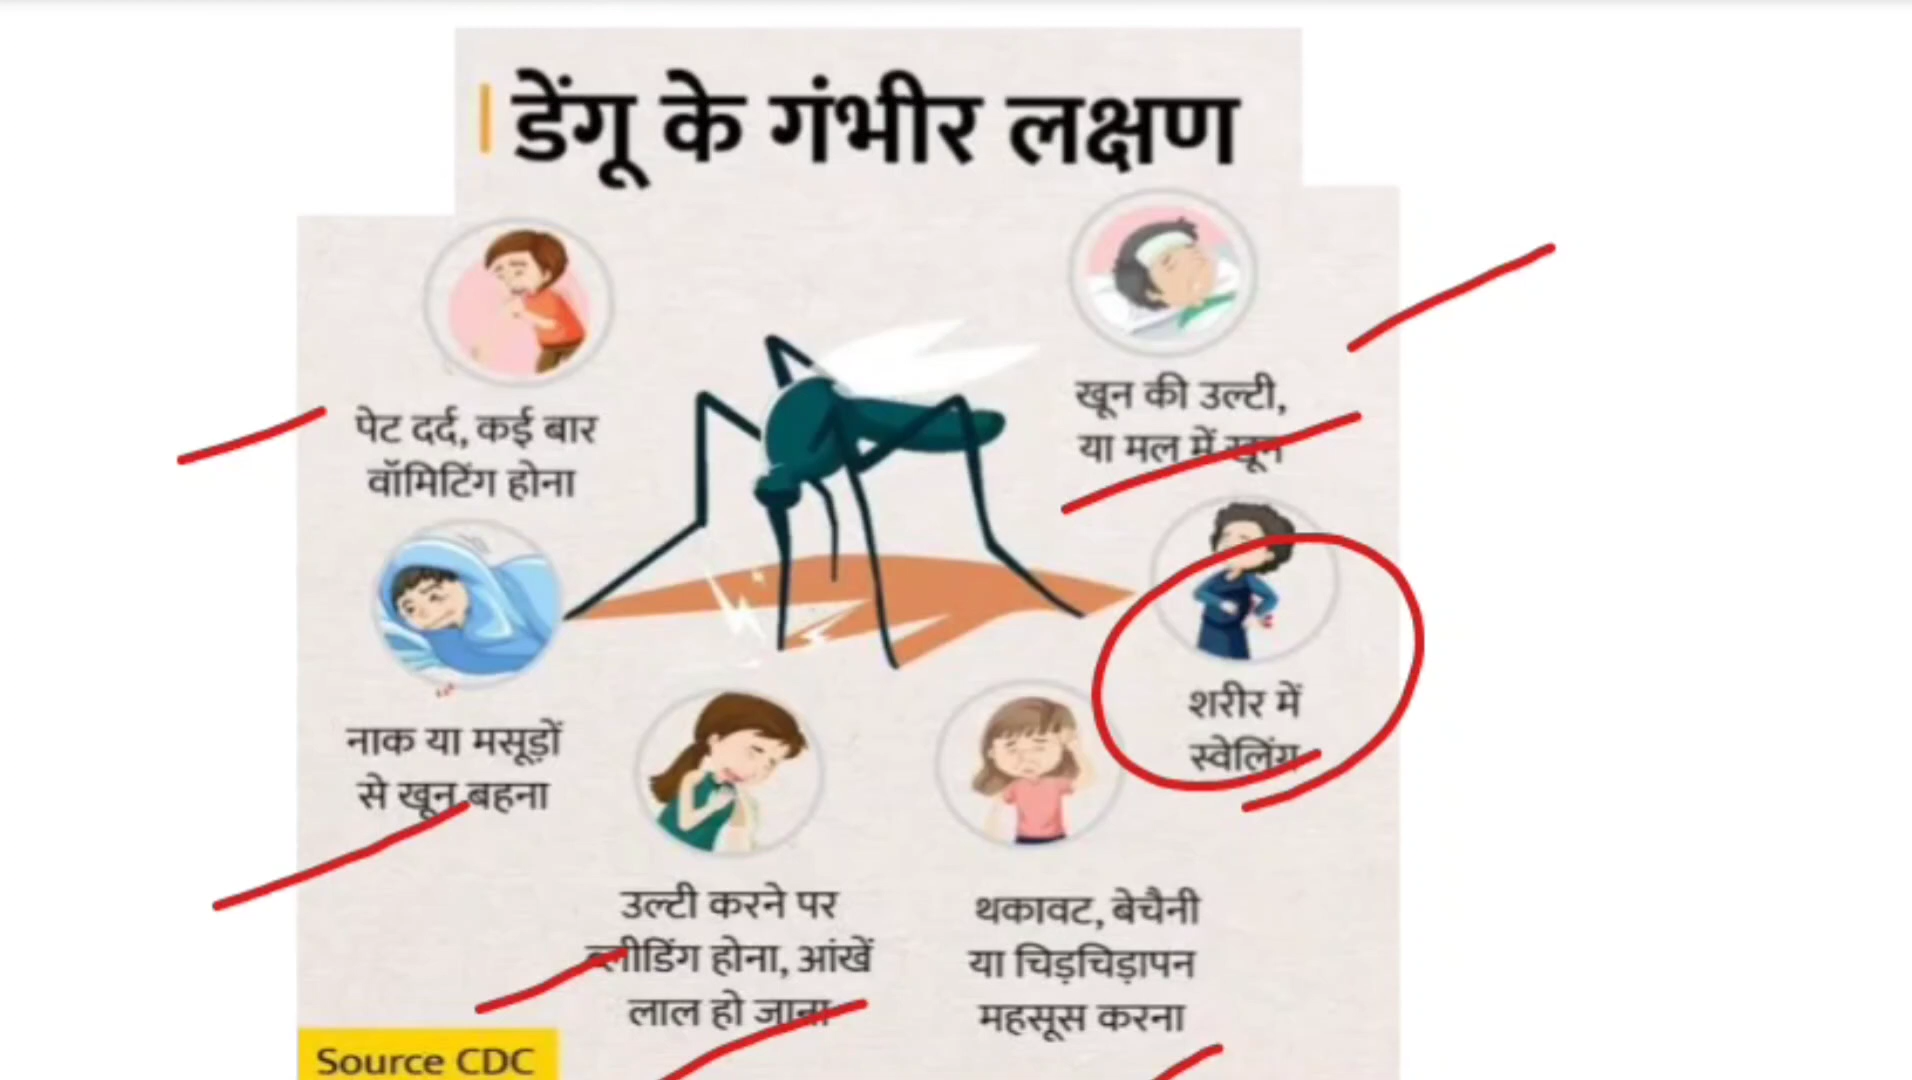 डेंगू के गंभीर लक्षण
पेट दर्द, कई बार
वॉमिटिंग होना
खून की उल्टी,
या मल में खून
नाक या मसूड़ों
से खून बहना
शरीर में
स्वेलिंग
उल्टी करने पर
ब्लीडिंग होना, आंखें
लाल हो जाना
थकावट, बेचैनी
या चिड़चिड़ापन
महसूस करना
Source CDC